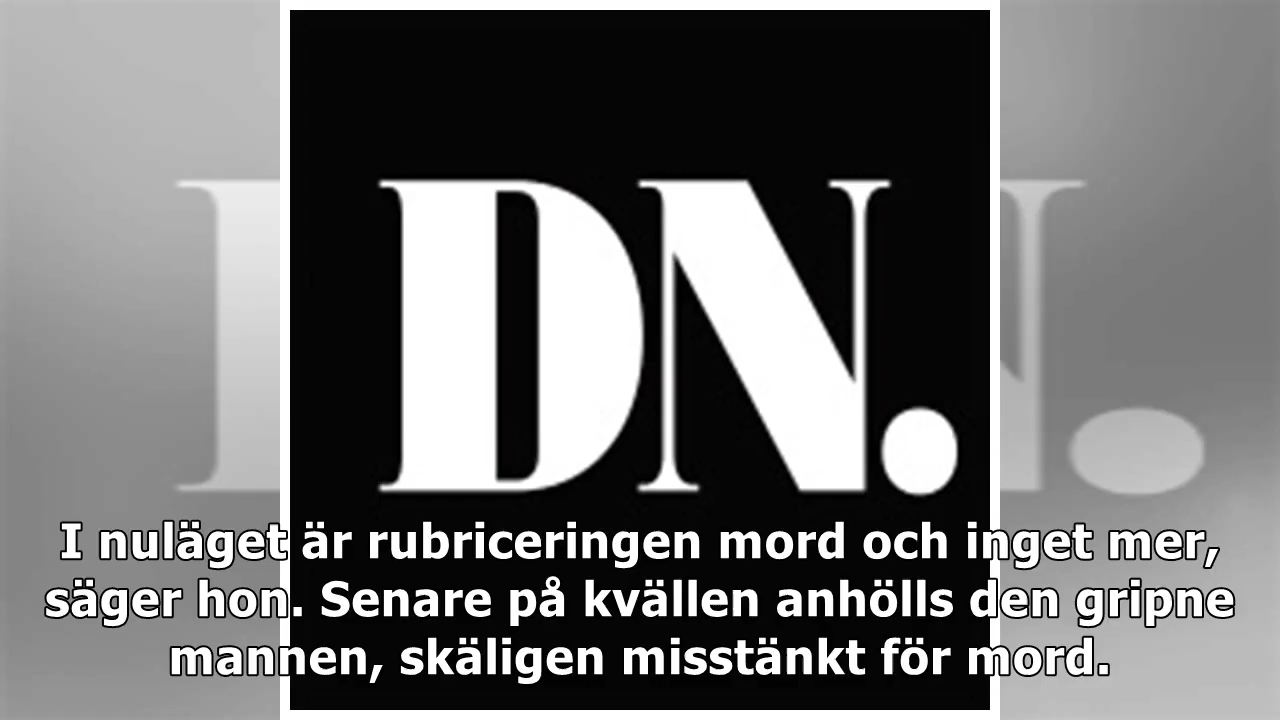 DN.
I nuläget är rubriceringen mord och inget mer,
säger hon. Senare på kvällen anhölls den gripne
mannen, skäligen misstänkt för mord.